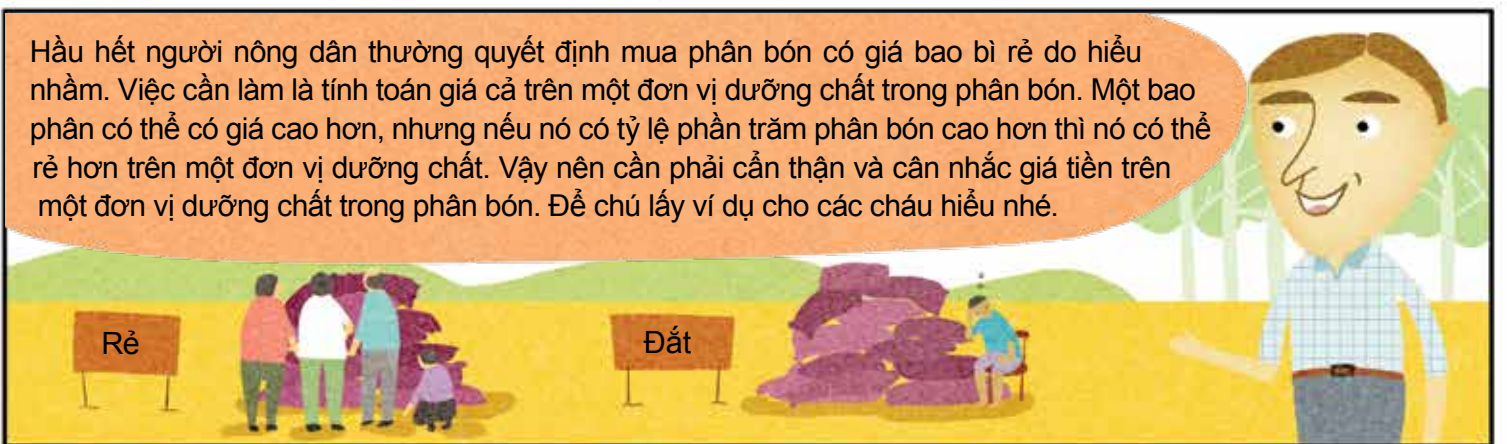 Hầu hết người nông dân thường quyết định mua phân bón có giá bao bì rẻ do hiểu
nhầm. Việc cần làm là tính toán giá cả trên một đơn vị dưỡng chất trong phân bón. Một bao
phân có thể có giá cao hơn, nhưng nếu nó có tỷ lệ phần trăm phân bón cao hơn thì nó có thể
rẻ hơn trên một đơn vị dưỡng chất. Vậy nên cần phải cẩn thận và cân nhắc giá tiền trên
một đơn vị dưỡng chất trong phân bón. Để chú lấy ví dụ cho các cháu hiểu nhé.
Rẻ
Đắt